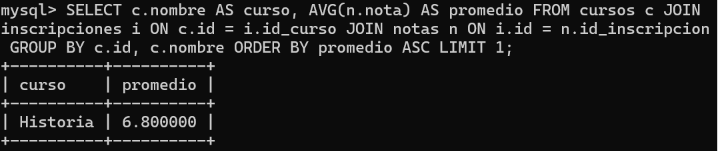 mysql> SELECT c.nombre AS curso, AVG(n.nota) AS promedio FROM cursos c JOIN
inscripciones i ON c.id = i.id_curso JOIN notas n ON i.id = n.id_inscripcion
 GROUP BY c.id, c.nombre ORDER BY promedio ASC LIMIT 1;
+----------+----------+
| curso    | promedio |
+----------+----------+
| Historia | 6.800000 |
+----------+----------+